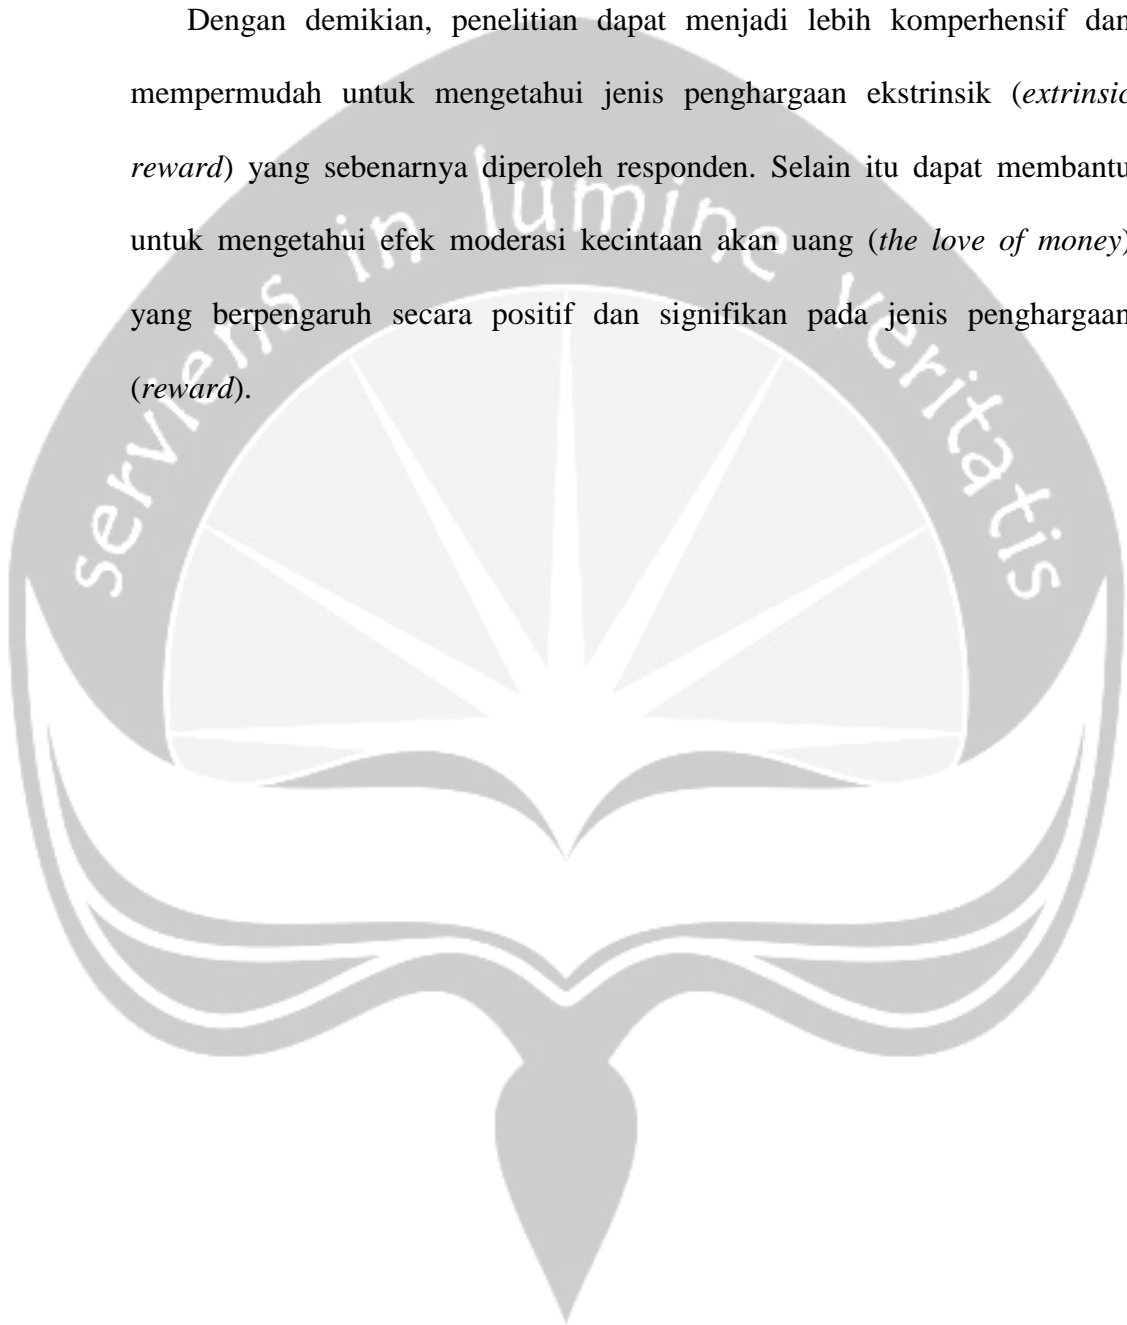 Dengan demikian, penelitian dapat menjadi lebih komperhensif dan
mempermudah untuk mengetahui jenis penghargaan ekstrinsik (extrinsic
reward) yang sebenarnya diperoleh responden. Selain itu dapat membantu
untuk mengetahui efek moderasi kecintaan akan uang (the love of money)
yang berpengaruh secara positif dan signifikan pada jenis penghargaan
(reward).
serviens in lumine veritatis